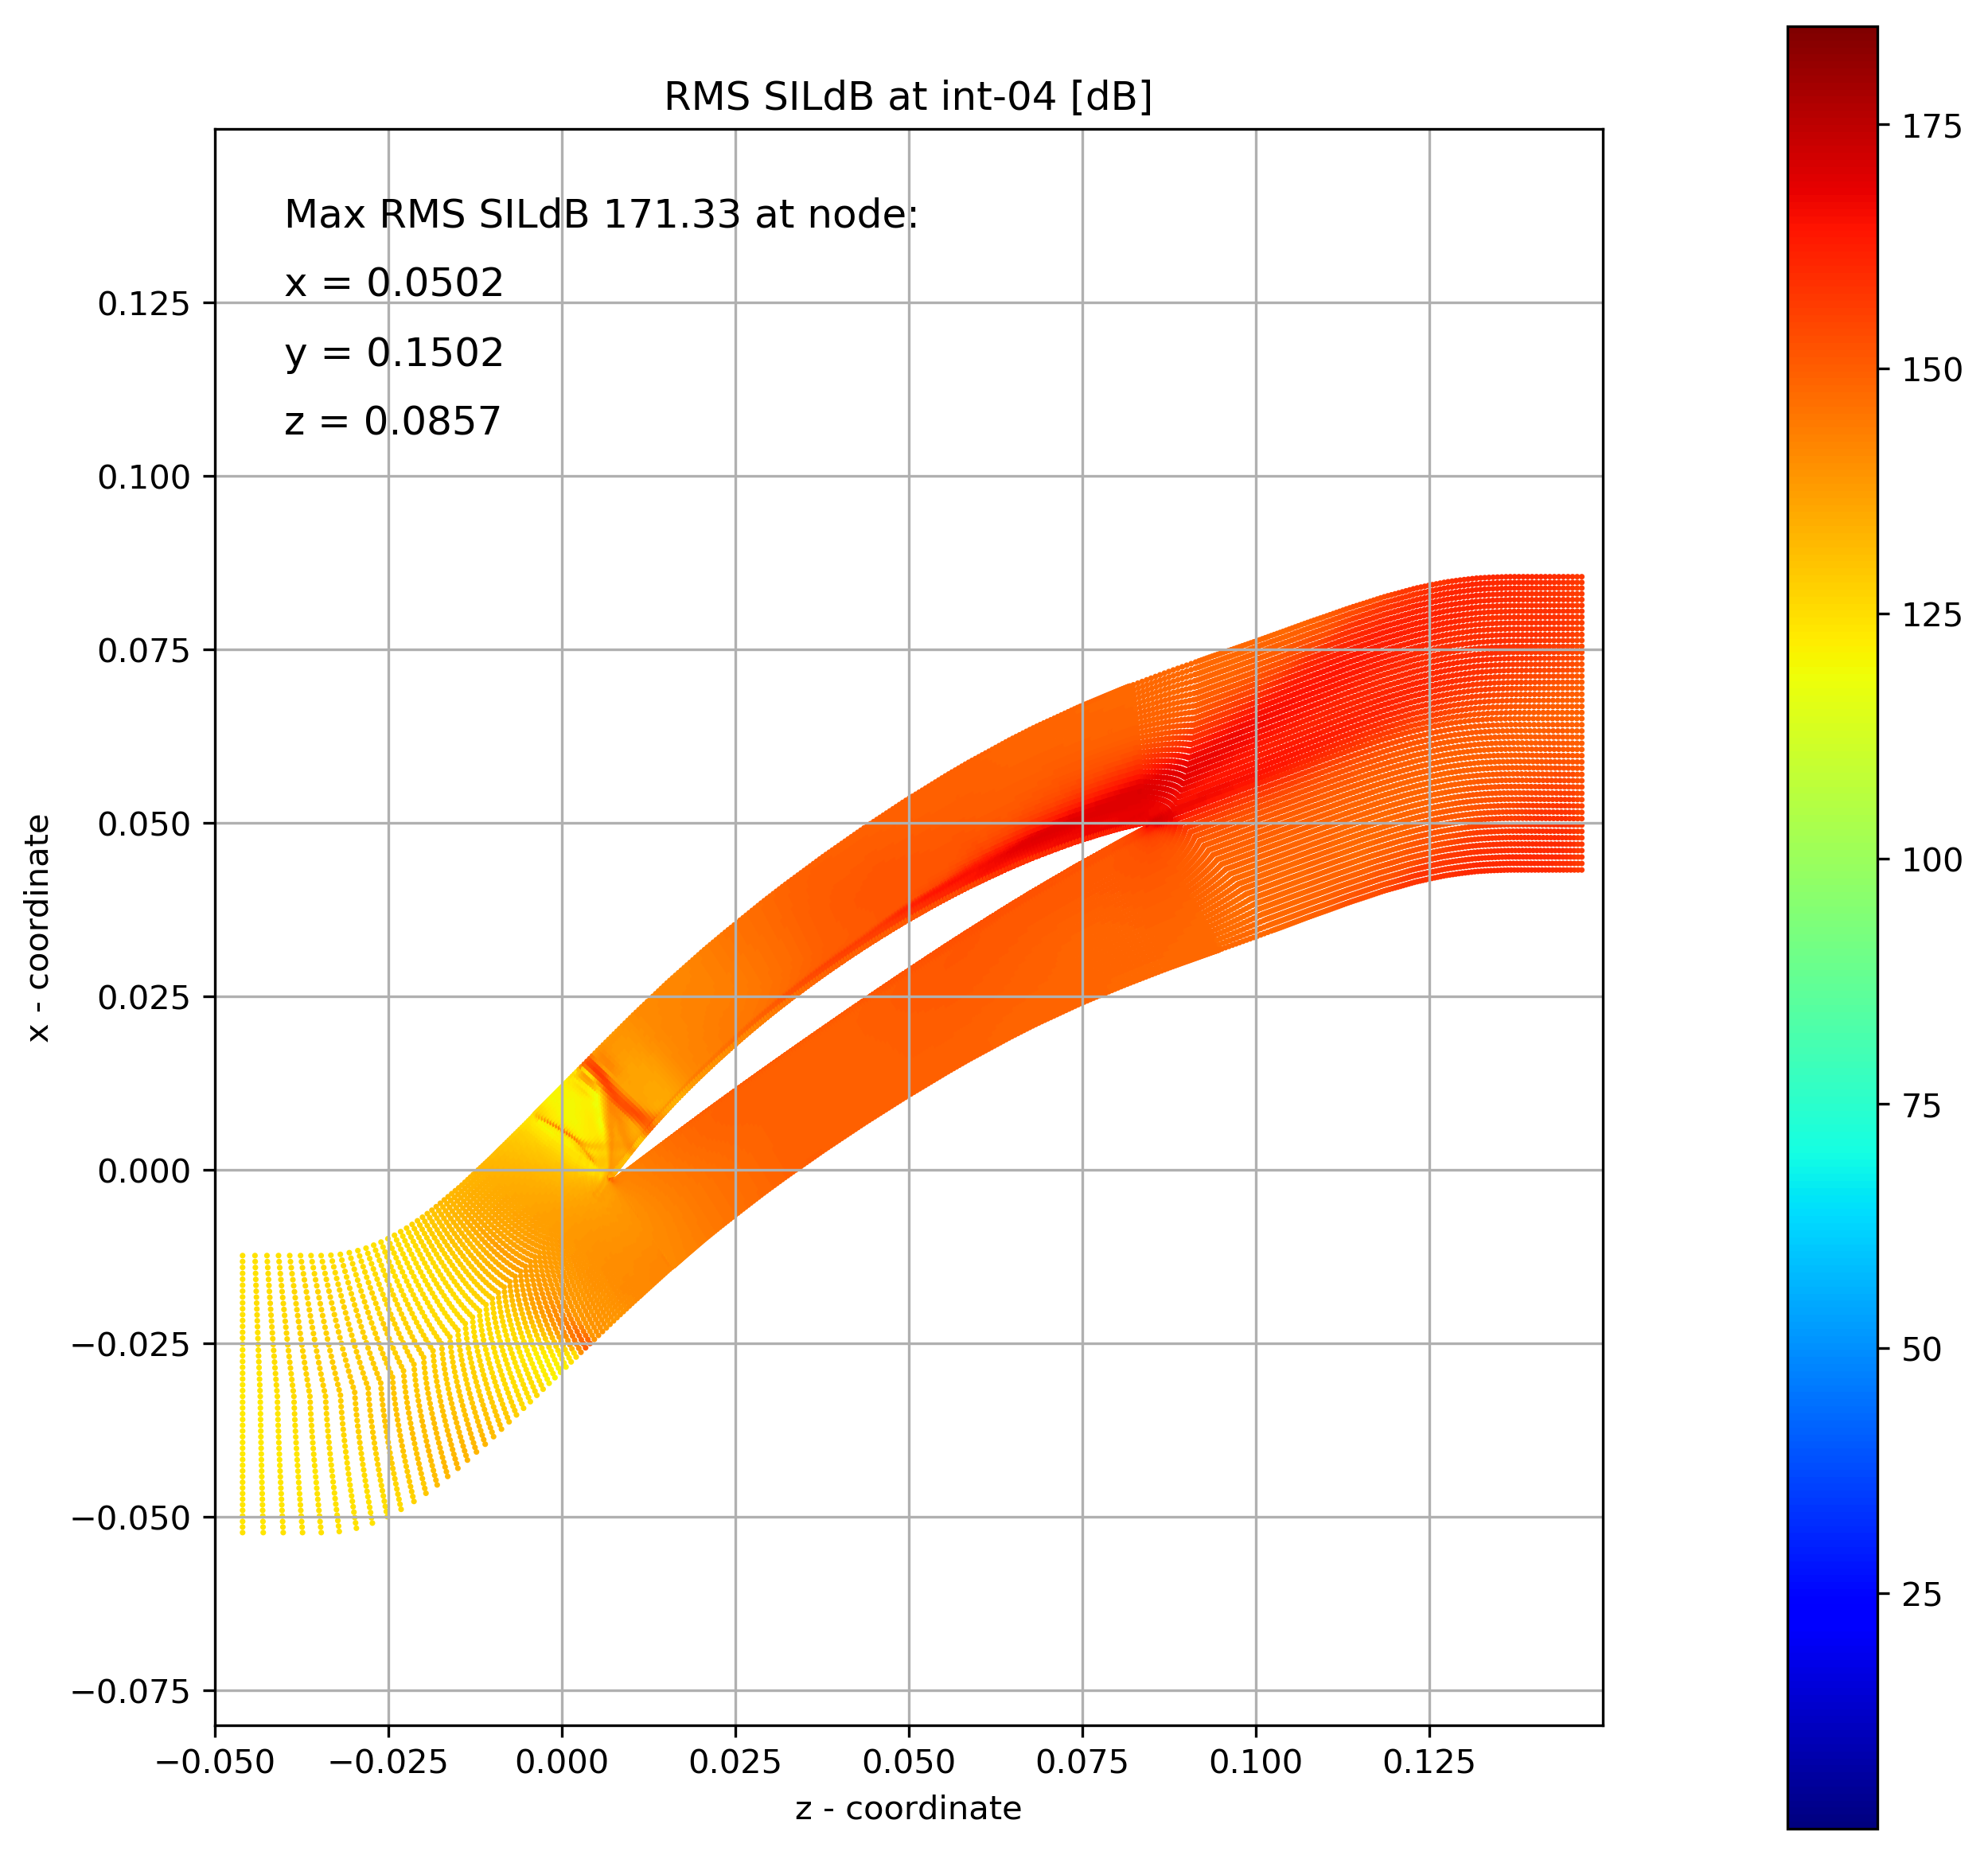 RMS SILdB at int-04 [dB]
Max RMS SILdB 171.33 at node:
x = 0.0502
y = 0.1502
z = 0.0857
x - coordinate
0.125
0.100
0.075
0.050
0.025
0.000
−0.025
−0.050
−0.075
−0.050 −0.025 0.000 0.025 0.050 0.075 0.100 0.125
z - coordinate
175
150
125
100
75
50
25